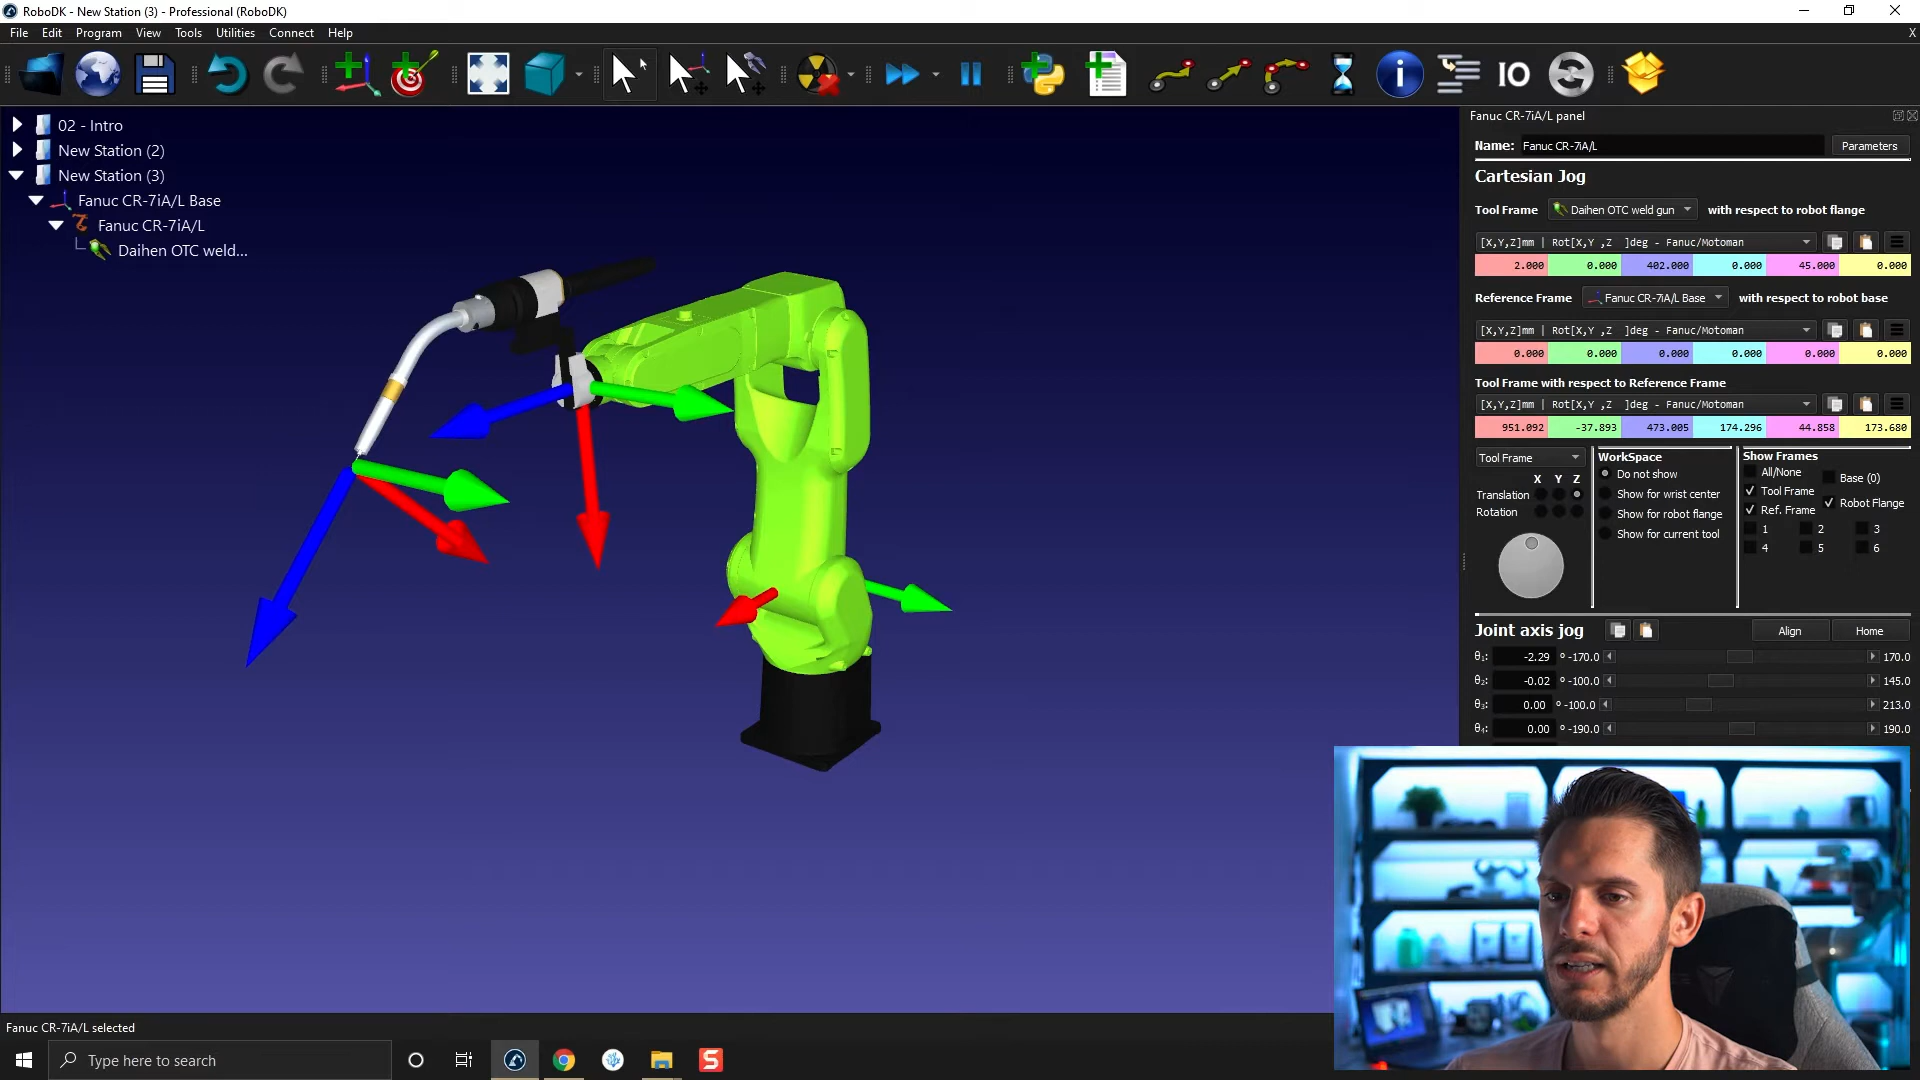 RoboDK - New Station (3) - Professional (RoboDK)
File Edit Program View Tools Utilities Connect Help X
IO
02 - Intro
New Station (2)
New Station (3)
Fanuc CR-7iA/L Base
Fanuc CR-7iA/L
Daihen OTC weld...
Fanuc CR-7iA/L panel
Name: Fanuc CR-7iA/L Parameters
Cartesian Jog
Tool Frame Daihen OTC weld gun with respect to robot flange
[X,Y,Z]mm | Rot[X,Y ,Z ]deg - Fanuc/Motoman
2.000 0.000 402.000 0.000 45.000 0.000
Reference Frame Fanuc CR-7iA/L Base with respect to robot base
[X,Y,Z]mm | Rot[X,Y ,Z ]deg - Fanuc/Motoman
0.000 0.000 0.000 0.000 0.000 0.000
Tool Frame with respect to Reference Frame
[X,Y,Z]mm | Rot[X,Y ,Z ]deg - Fanuc/Motoman
951.092 -37.893 473.005 174.296 44.858 173.680
Tool Frame
X Y Z
Translation
Rotation
WorkSpace
Do not show
Show for wrist center
Show for robot flange
Show for current tool
Show Frames
All/None Base (0)
Tool Frame
Ref. Frame Robot Flange
1 2 3
4 5 6
Joint axis jog Align Home
θ1: -2.29 º -170.0 170.0
θ2: -0.02 º -100.0 145.0
θ3: 0.00 º -100.0 213.0
θ4: 0.00 º -190.0 190.0
Fanuc CR-7iA/L selected
Type here to search
S